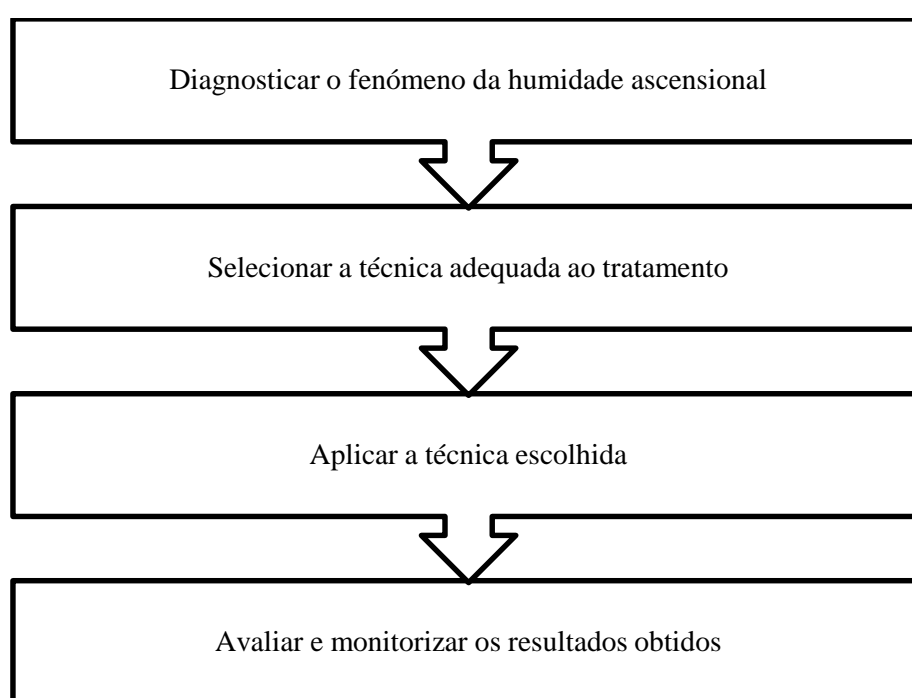 Diagnosticar o fenómeno da humidade ascensional
Selecionar a técnica adequada ao tratamento
Aplicar a técnica escolhida
Avaliar e monitorizar os resultados obtidos